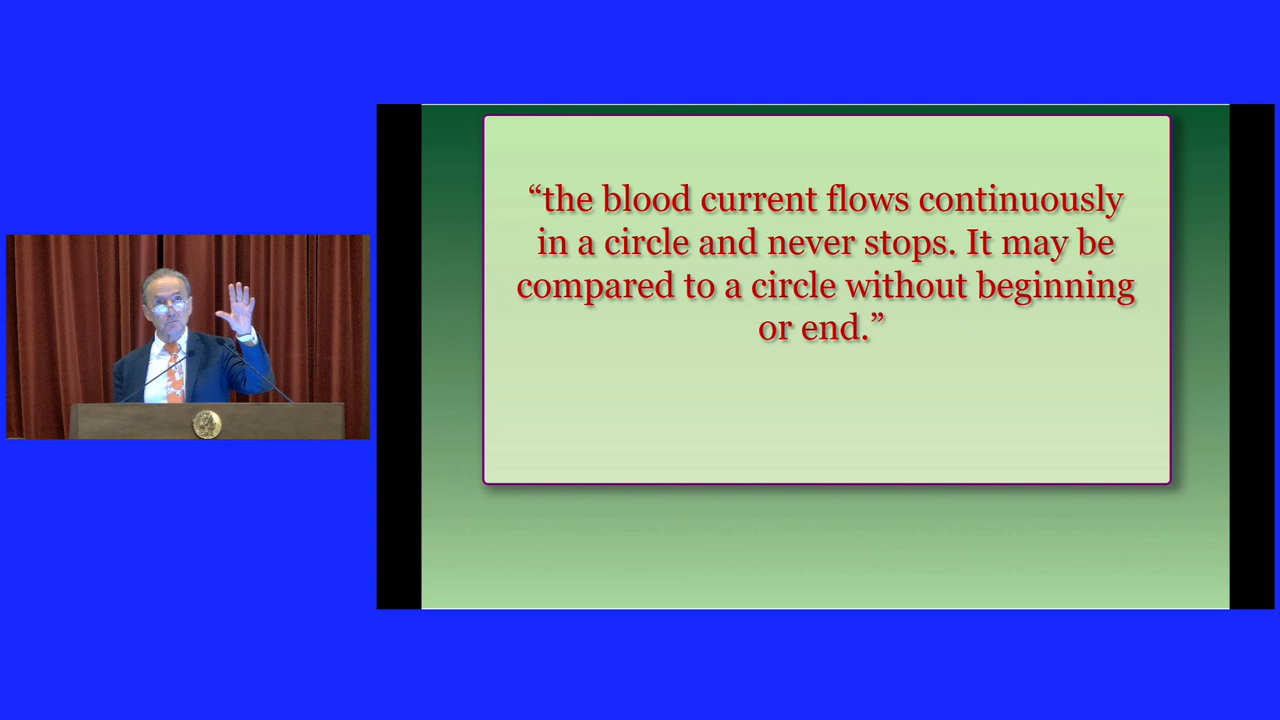 “the blood current flows continuously
in a circle and never stops. It may be
compared to a circle without beginning
or end.”